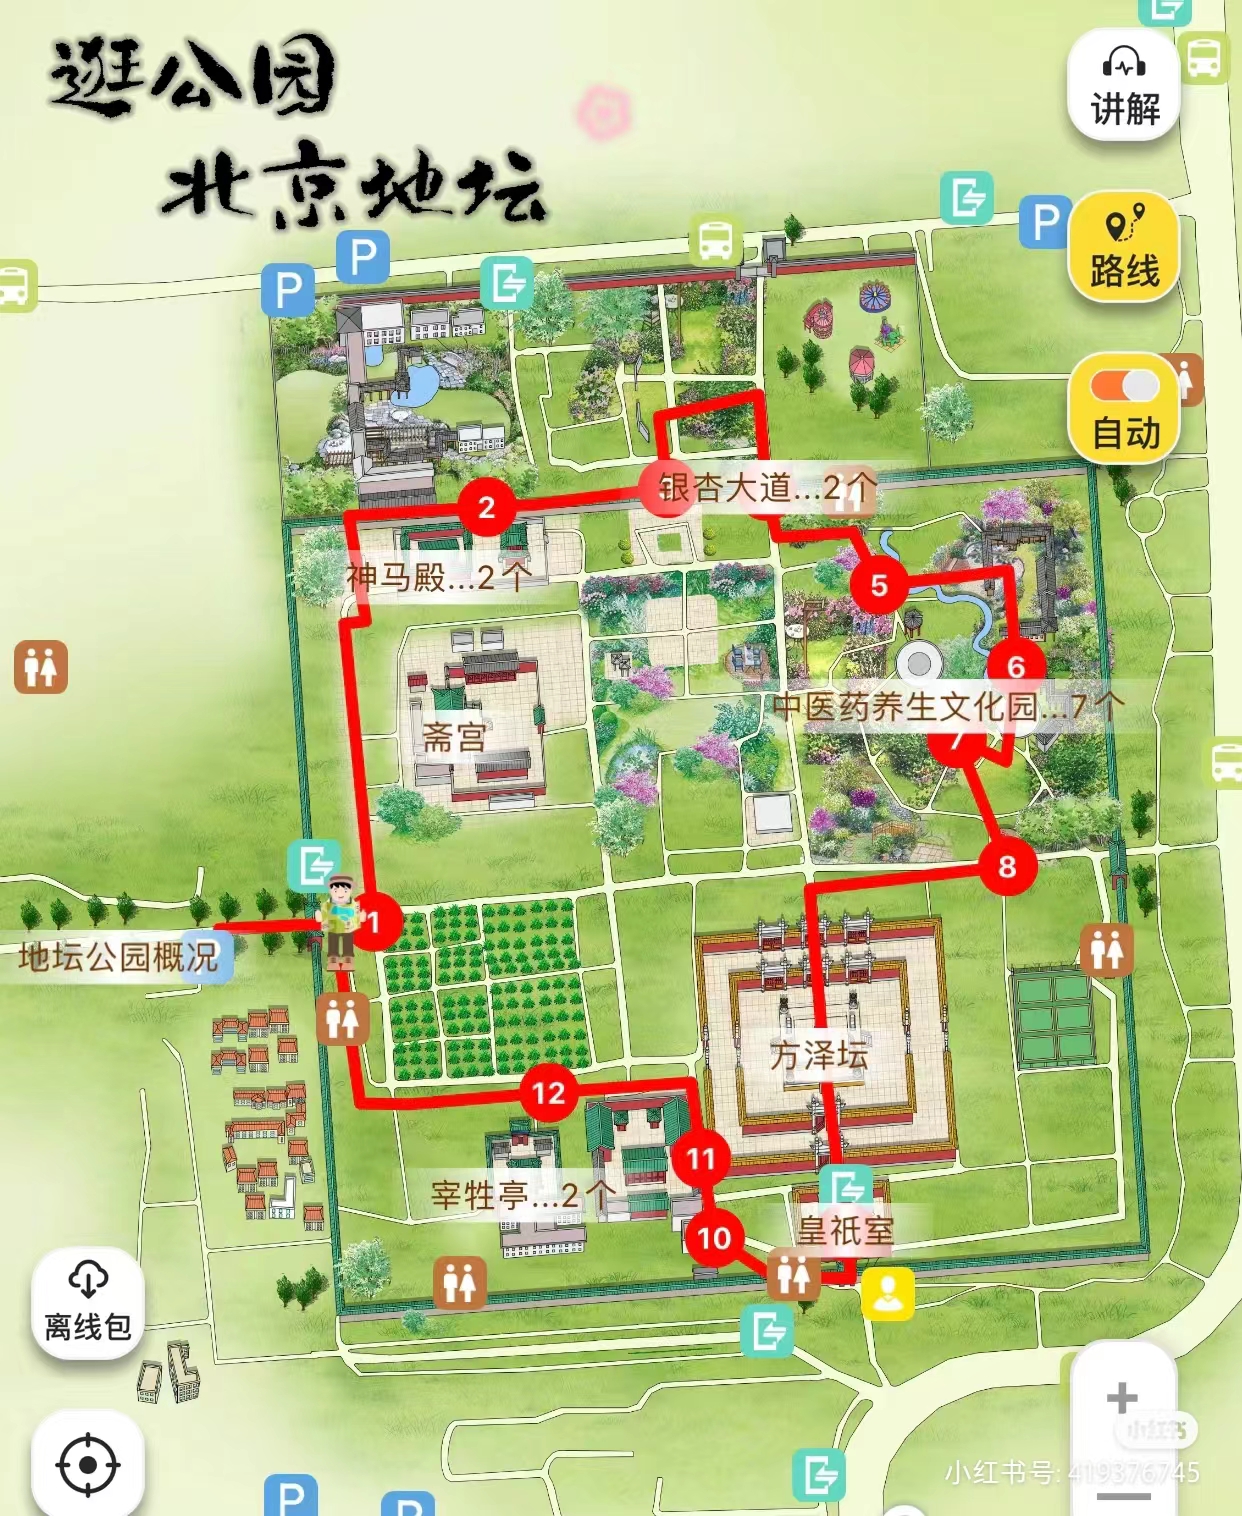 逛公园
北京地坛
讲解
P
P
P
路线
自动
银杏大道...2个
2
神马殿...2个
5
6
中医药养生文化园...7个
7
斋宫
8
1
地坛公园概况
方泽坛
12
11
宰牲亭...2个
10
皇祇室
离线包
小红书
小红书号: 419376745
P
P